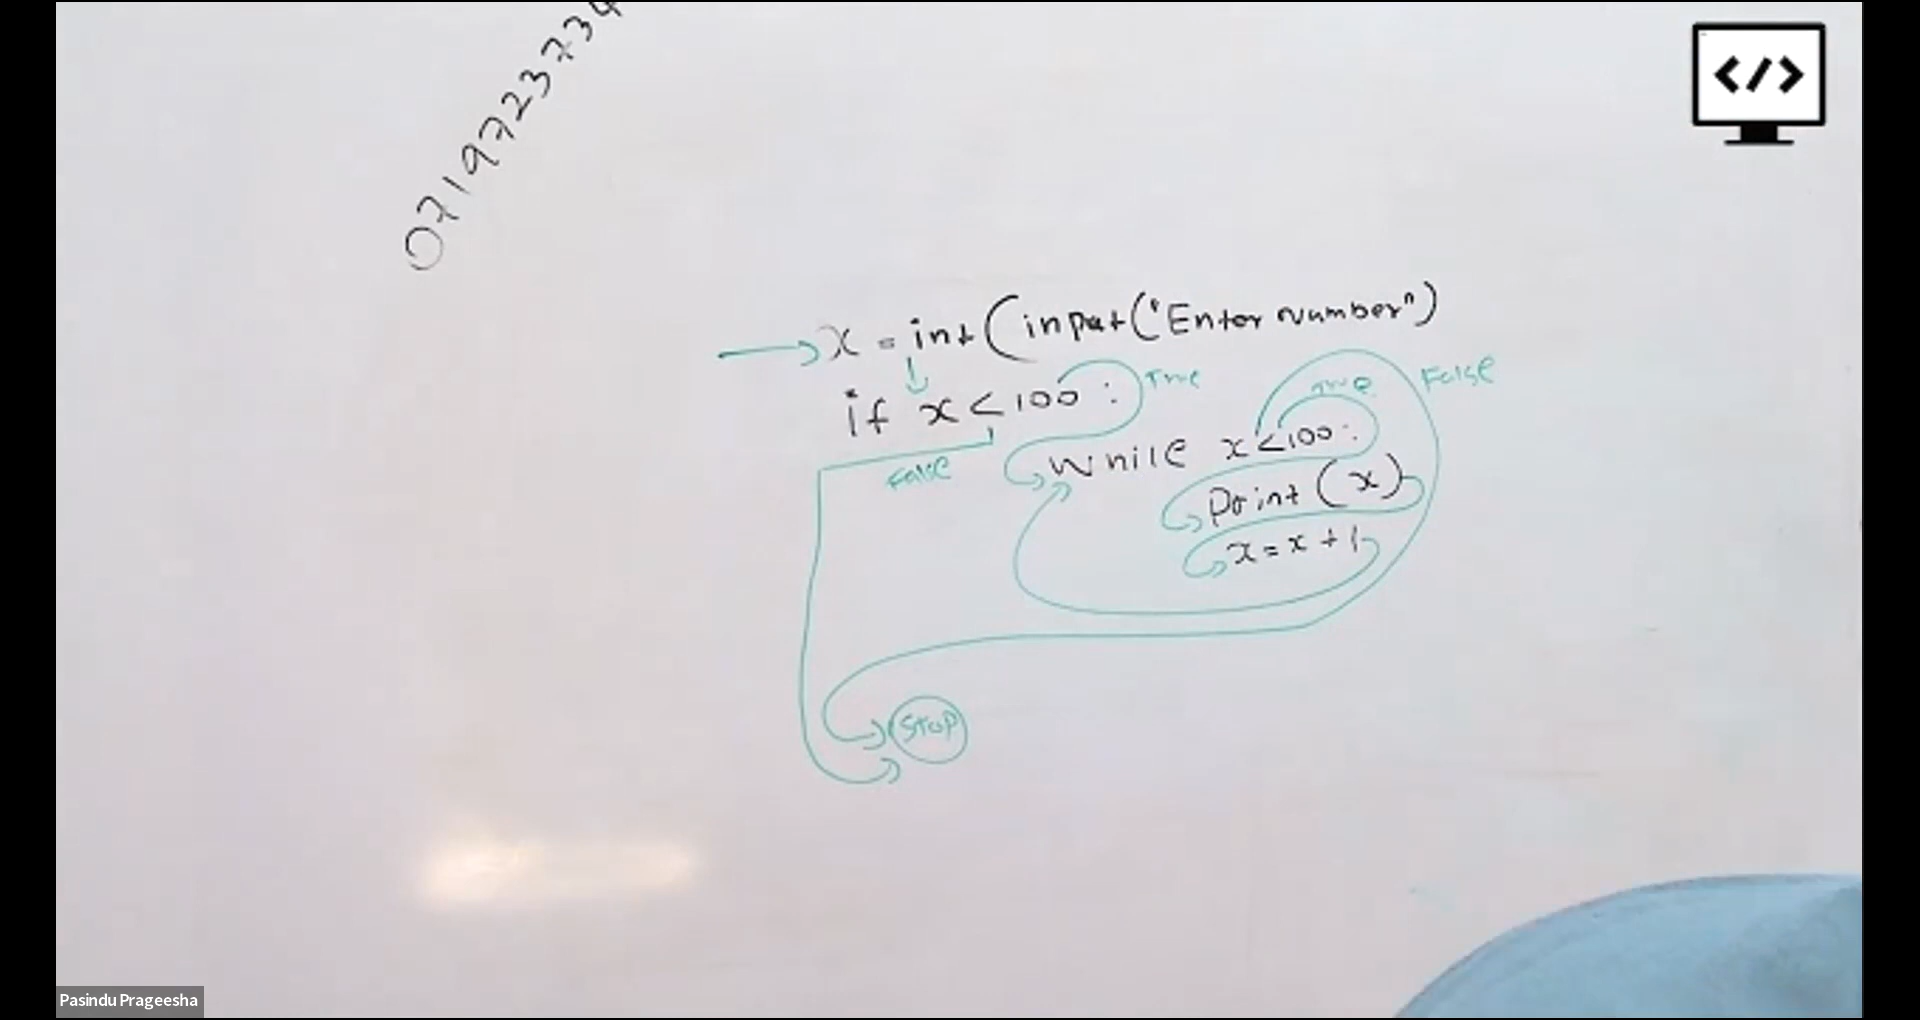 0719723734
</>
x = int(input("Enter number")
if x < 100 :
True
False
while x < 100 :
True
False
Print (x)
x = x + 1
Stop
Pasindu Prageesha